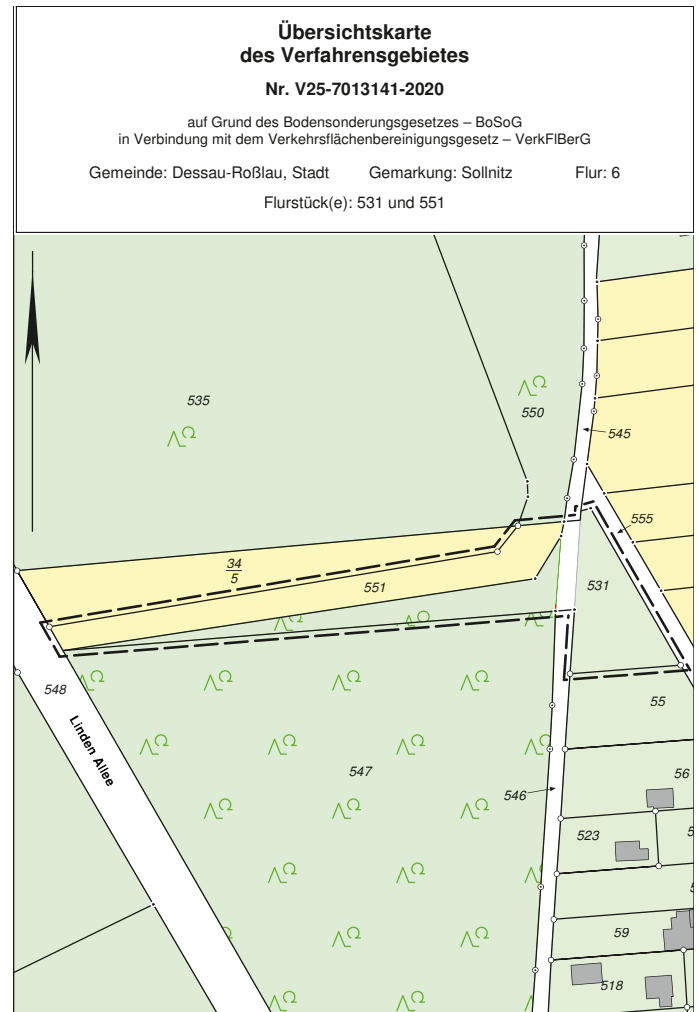 Übersichtskarte
des Verfahrensgebietes
Nr. V25-7013141-2020
auf Grund des Bodensonderungsgesetzes – BoSoG
in Verbindung mit dem Verkehrsflächenbereinigungsgesetz – VerkFlBerG
Gemeinde: Dessau-Roßlau, Stadt Gemarkung: Sollnitz Flur: 6
Flurstück(e): 531 und 551
535
550
545
555
34
5
551
531
548
55
Linden Allee
547
56
546
523
59
518